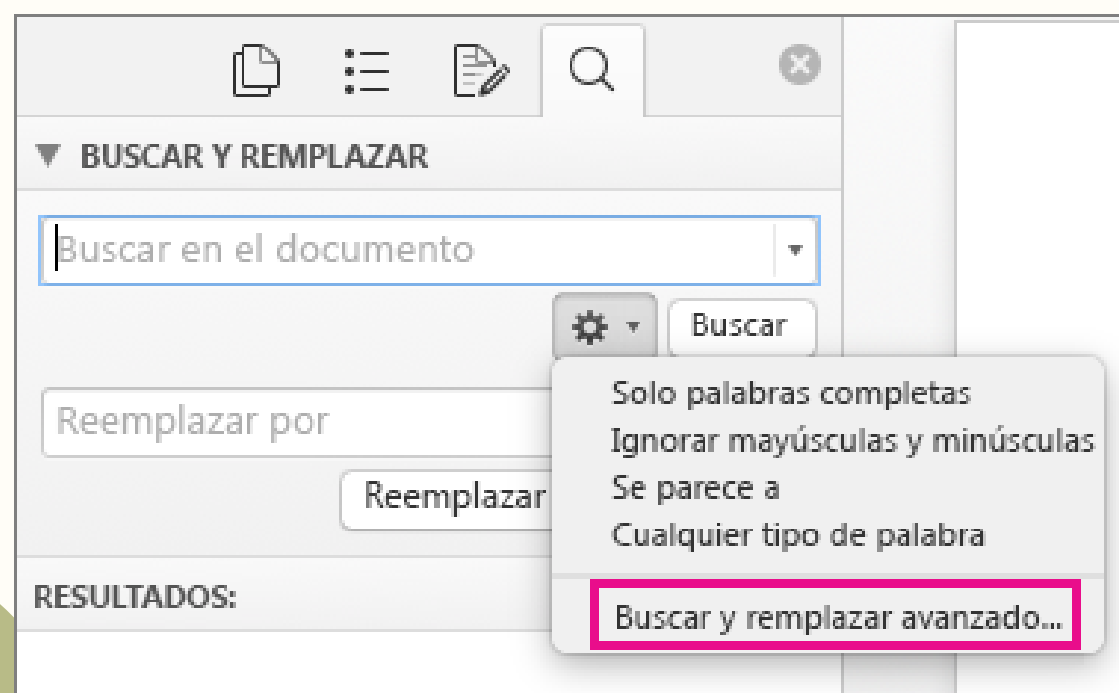 BUSCAR Y REMPLAZAR
Buscar en el documento
Buscar
Reemplazar por
Reemplazar
Solo palabras completas
Ignorar mayúsculas y minúsculas
Se parece a
Cualquier tipo de palabra
Buscar y remplazar avanzado...
RESULTADOS: